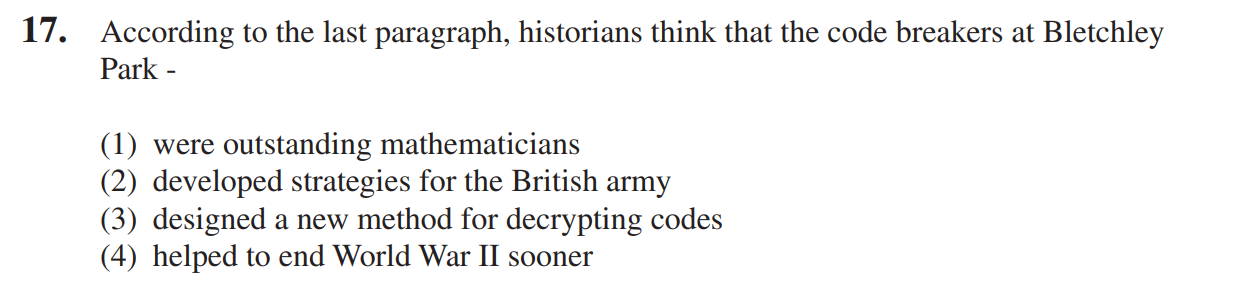 17. According to the last paragraph, historians think that the code breakers at Bletchley
Park -
(1) were outstanding mathematicians
(2) developed strategies for the British army
(3) designed a new method for decrypting codes
(4) helped to end World War II sooner